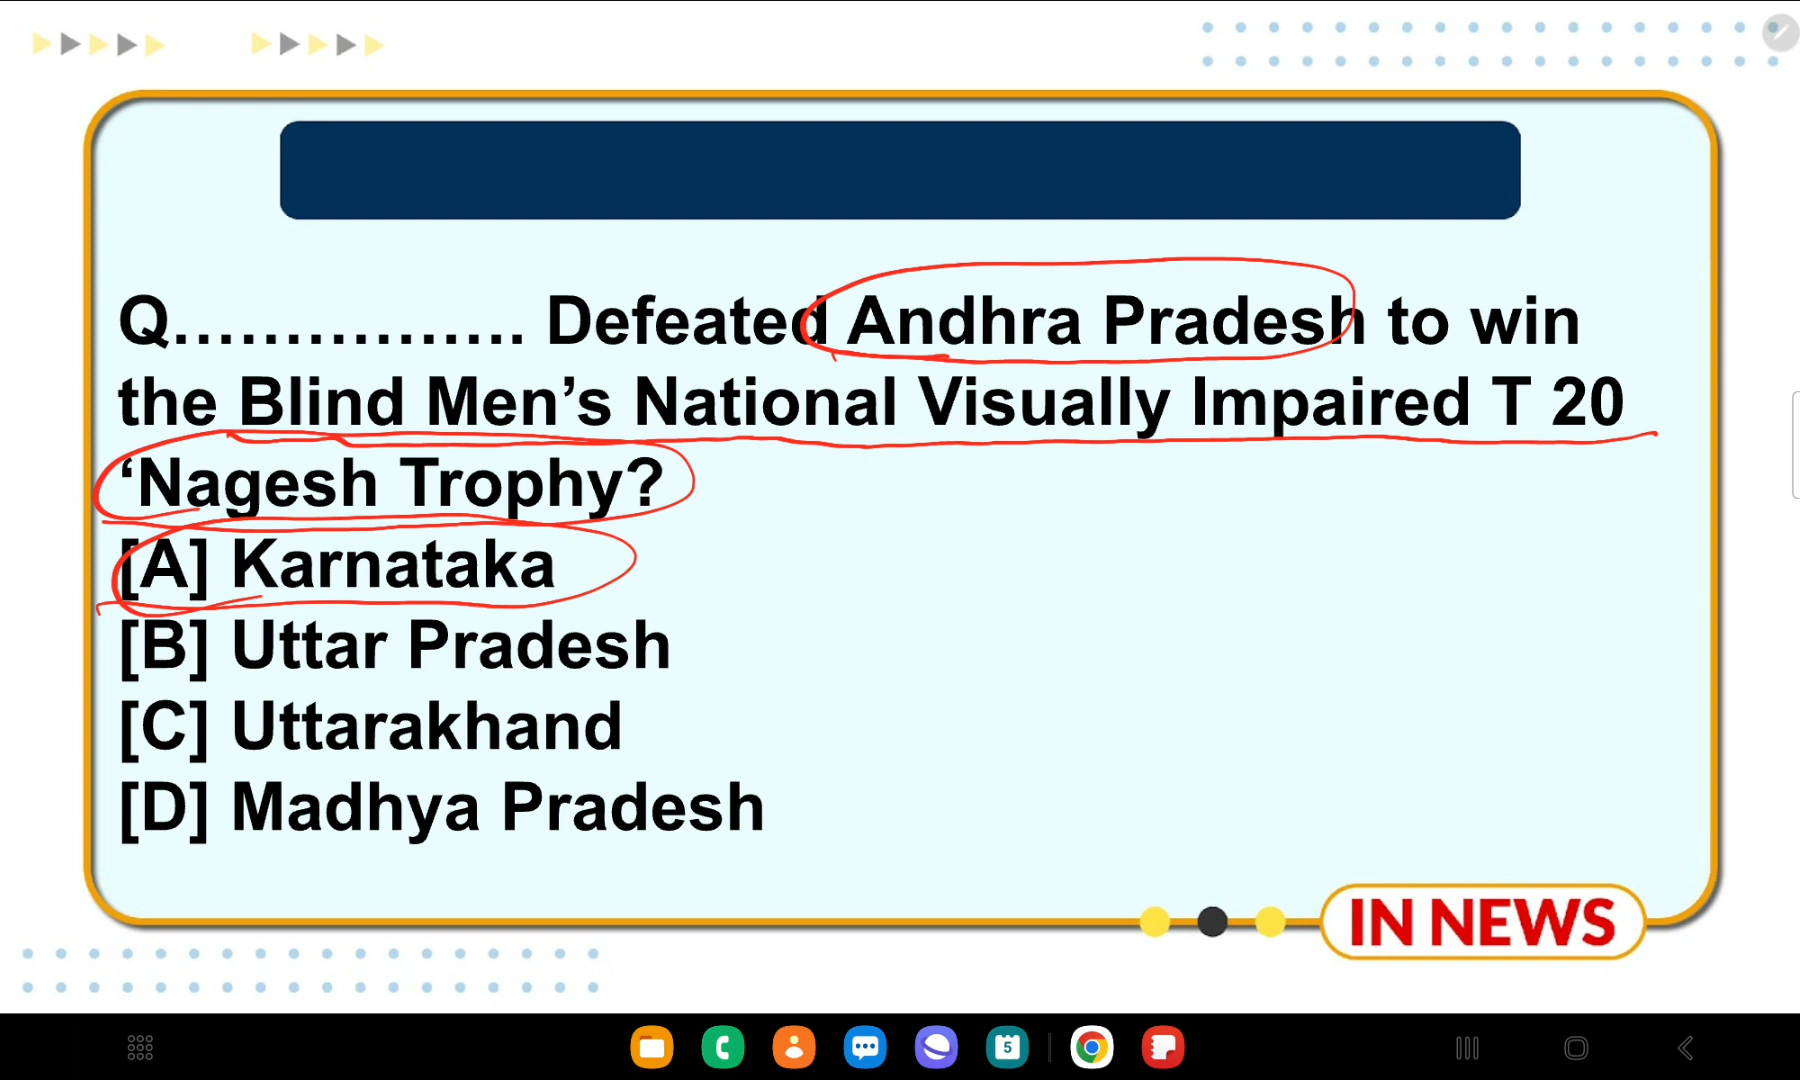 Q................ Defeated Andhra Pradesh to win
the Blind Men’s National Visually Impaired T 20
‘Nagesh Trophy?
[A] Karnataka
[B] Uttar Pradesh
[C] Uttarakhand
[D] Madhya Pradesh
IN NEWS
5